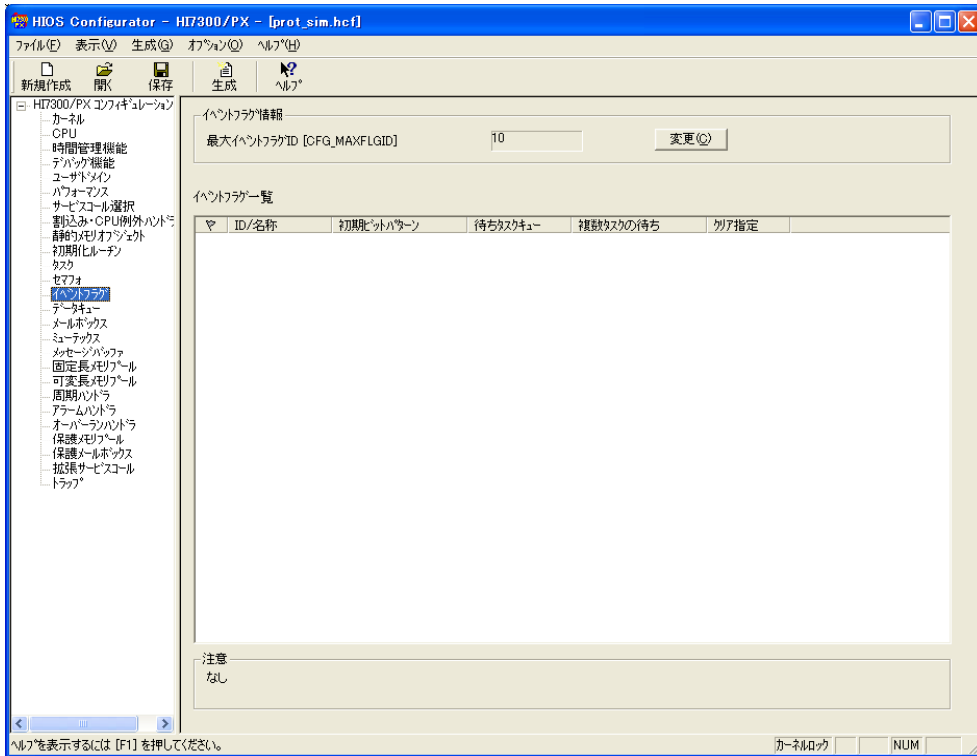 HIOS Configurator - HI7300/PX - [prot_sim.hcf]
ファイル(F) 表示(V) 生成(G) オプション(O) ヘルプ(H)
新規作成 開く 保存 生成 ヘルプ
HI7300/PX コンフィギュレーション
カーネル
CPU
時間管理機能
デバッグ機能
ユーザドメイン
パフォーマンス
サービスコール選択
割込み・CPU例外ハンドラ
静的メモリオブジェクト
初期化ルーチン
タスク
セマフォ
イベントフラグ
データキュー
メールボックス
ミューテックス
メッセージバッファ
固定長メモリプール
可変長メモリプール
周期ハンドラ
アラームハンドラ
オーバーランハンドラ
保護メモリプール
保護メールボックス
拡張サービスコール
トラップ
イベントフラグ情報
最大イベントフラグID [CFG_MAXFLGID] 10 変更(C)
イベントフラグ一覧
ID/名称 初期ビットパターン 待ちタスクキュー 複数タスクの待ち クリア指定
注意
なし
ヘルプを表示するには [F1] を押してください。 カーネルロック NUM